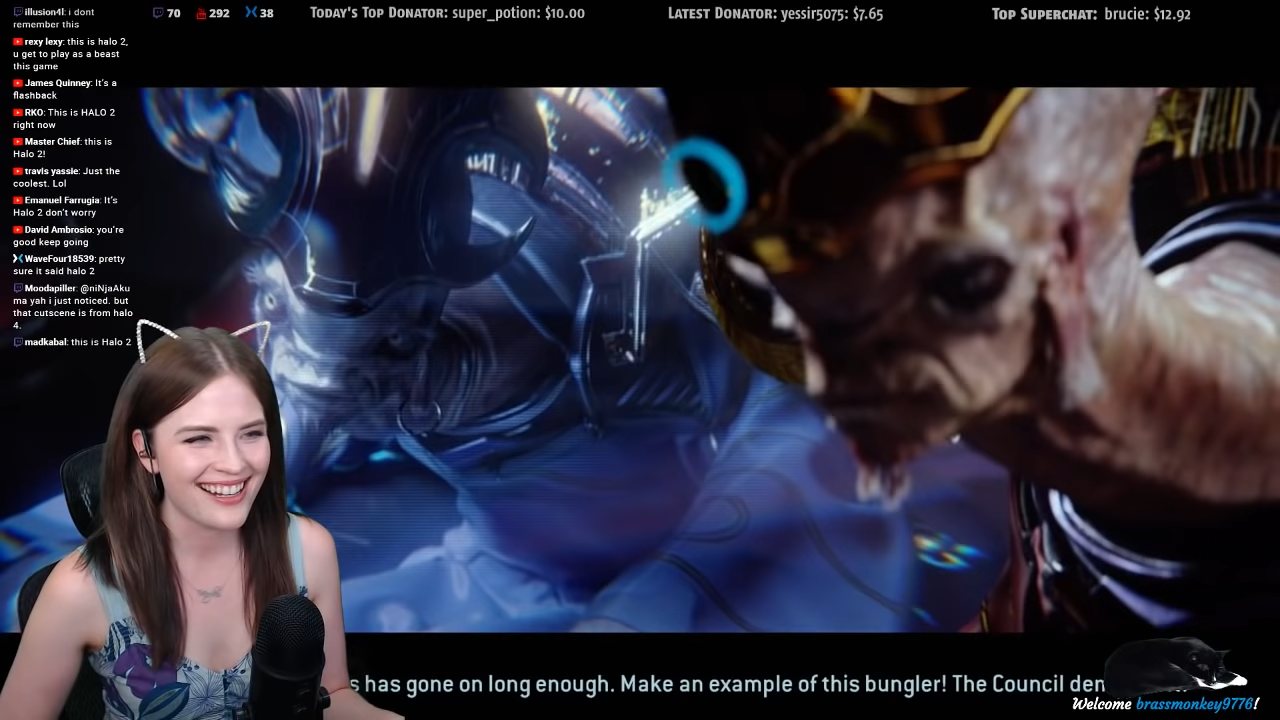 illusion4l: i dont
remember this
rexy lexy: this is halo 2,
u get to play as a beast
this game
James Quinney: It's a
flashback
RKO: This is HALO 2
right now
Master Chief: this is
Halo 2!
travis yassie: Just the
coolest. Lol
Emanuel Farrugia: It's
Halo 2 don't worry
David Ambrosio: you're
good keep going
WaveFour18539: pretty
sure it said halo 2
Moodapiller: @niNjaAku
ma yah i just noticed. but
that cutscene is from halo
4.
madkabal: this is Halo 2
70 292 38
Today's Top Donator: super_potion: $10.00
Latest Donator: yessir5075: $7.65
Top Superchat: brucie: $12.92
s has gone on long enough. Make an example of this bungler! The Council
Welcome brassmonkey9776!